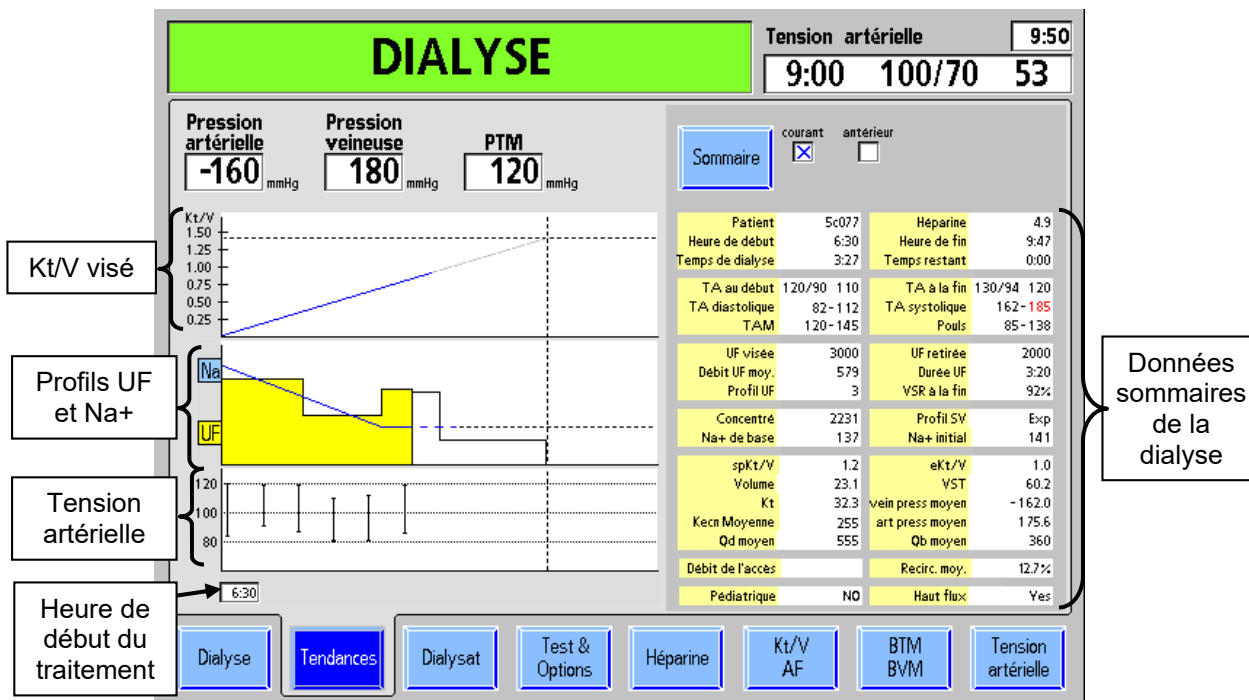 DIALYSE
Tension artérielle 9:50
9:00 100/70 53
Pression
artérielle
-160 mmHg
Pression
veineuse
180 mmHg
PTM
120 mmHg
Sommaire
courant
antérieur
Kt/V visé
Kt/V
1.50
1.25
1.00
0.75
0.50
0.25
Profils UF
et Na+
Na
UF
Tension
artérielle
120
100
80
Heure de
début du
traitement
6:30
Patient 5c077 Héparine 4.9
Heure de début 6:30 Heure de fin 9:47
Temps de dialyse 3:27 Temps restant 0:00
TA au début 120/90 110 TA à la fin 130/94 120
TA diastolique 82-112 TA systolique 162-185
TAM 120-145 Pouls 85-138
UF visée 3000 UF retirée 2000
Débit UF moy. 579 Durée UF 3:20
Profil UF 3 VSR à la fin 92%
Concentré 2231 Profil SV Exp
Na+ de base 137 Na+ initial 141
spKt/V 1.2 eKt/V 1.0
Volume 23.1 VST 60.2
Kt 32.3 vein press moyen -162.0
Kecn Moyenne 255 art press moyen 175.6
Qd moyen 555 Qb moyen 360
Débit de l'accès Recirc. moy. 12.7%
Pédiatrique NO Haut flux Yes
Données
sommaires
de la
dialyse
Dialyse
Tendances
Dialysat
Test &
Options
Héparine
Kt/V
AF
BTM
BVM
Tension
artérielle